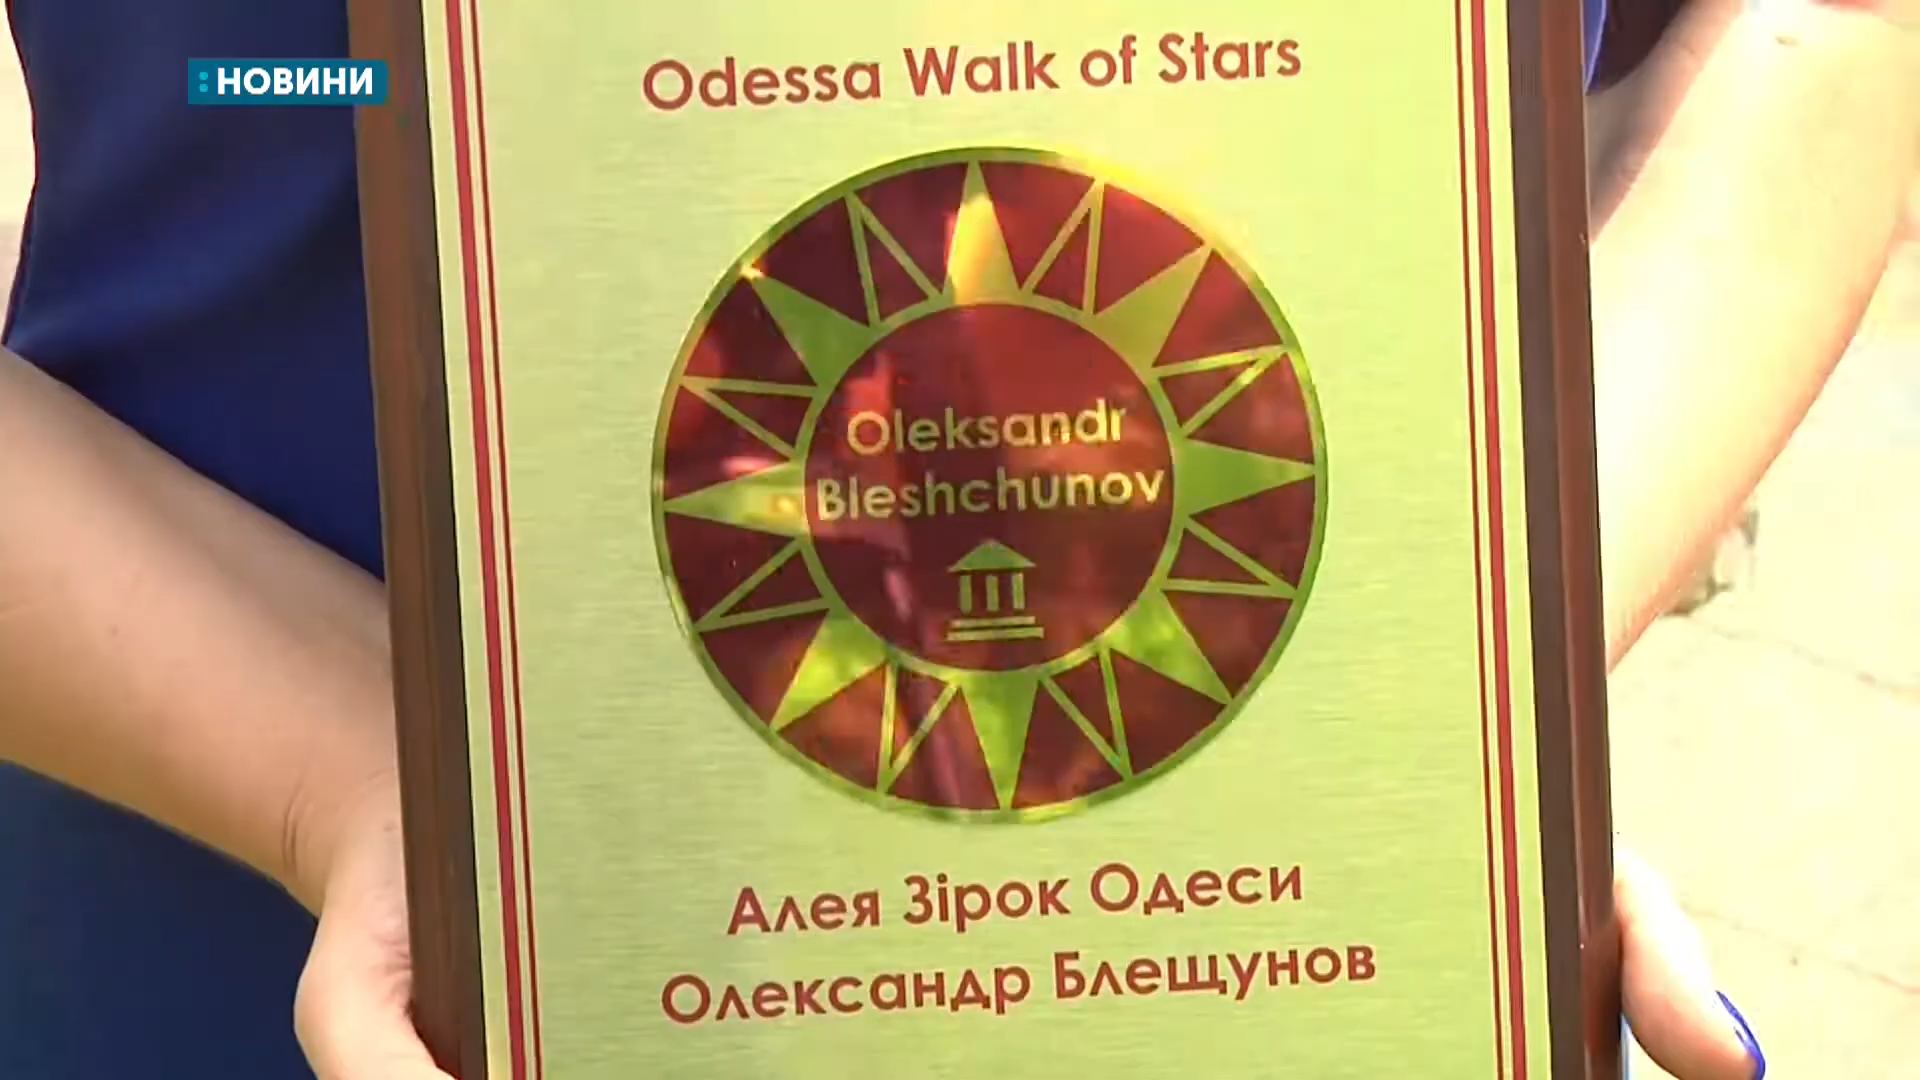 :НОВИНИ
Odessa Walk of Stars
Oleksandr
Bleshchunov
Алея Зірок Одеси
Олександр Блещунов